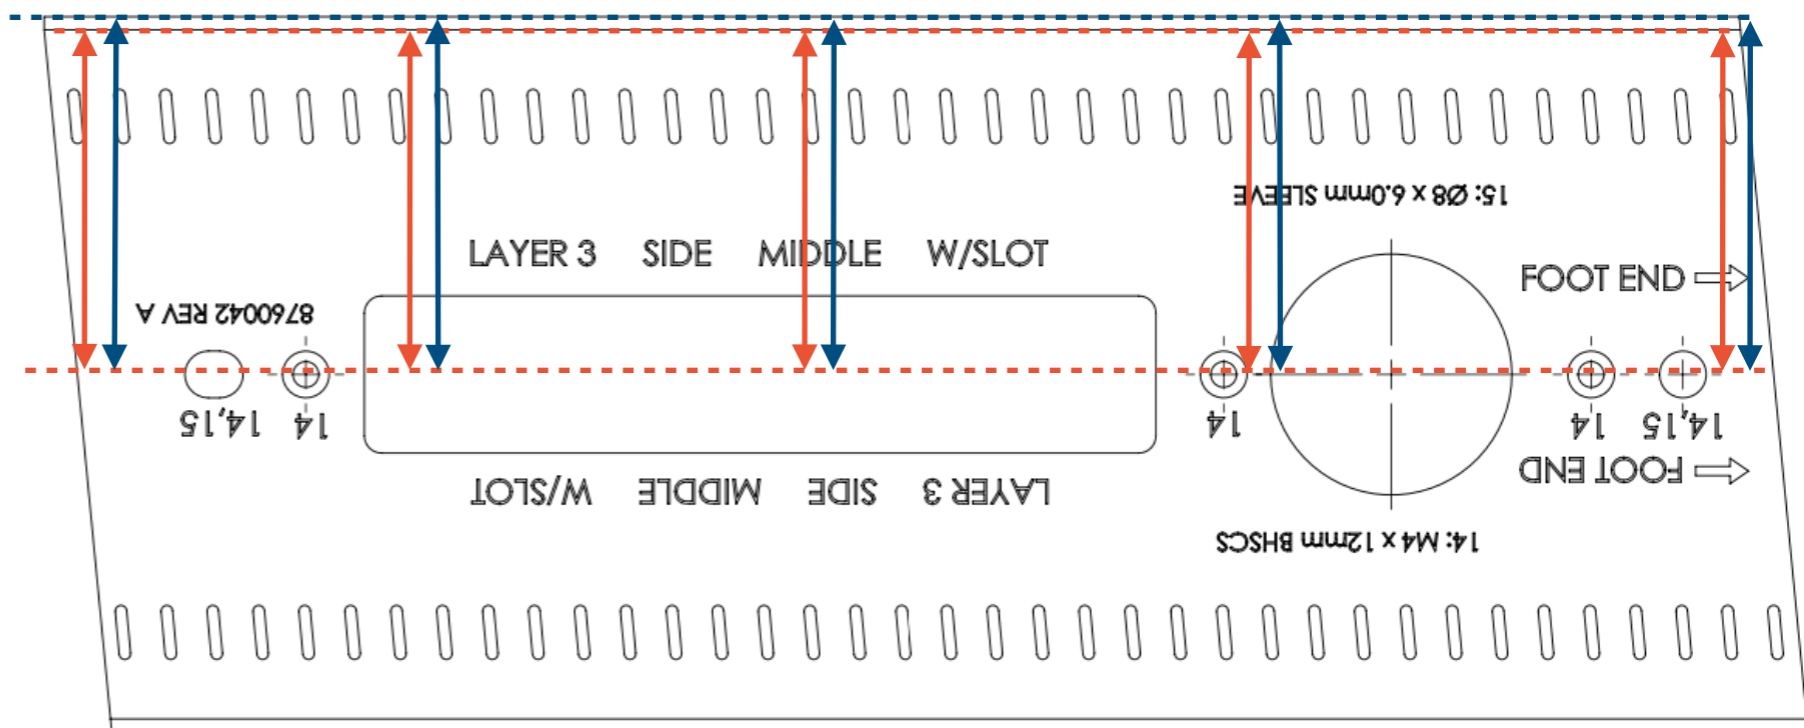 15: Ø8 x 6.0mm SLEEVE
LAYER 3 SIDE MIDDLE W/SLOT
FOOT END
8760042 REV A
14,15
14
14
14
14,15
FOOT END
LAYER 3 SIDE MIDDLE W/SLOT
14: M4 x 12mm BHSCS